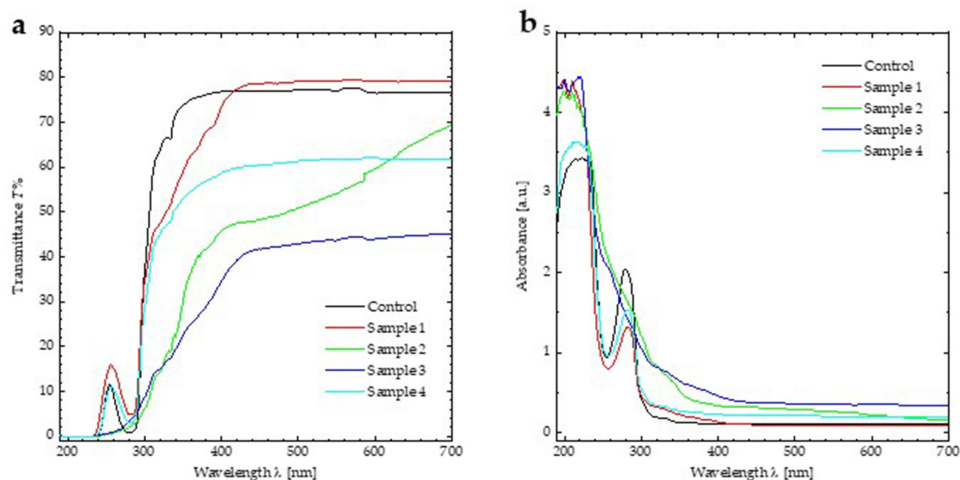 a
90
80
70
60
50
40
30
20
10
0
Transmittance T%
Control
Sample 1
Sample 2
Sample 3
Sample 4
200 300 400 500 600 700
Wavelength λ [nm]
b
5
4
3
2
1
0
Absorbance [a.u.]
Control
Sample 1
Sample 2
Sample 3
Sample 4
200 300 400 500 600 700
Wavelength λ [nm]